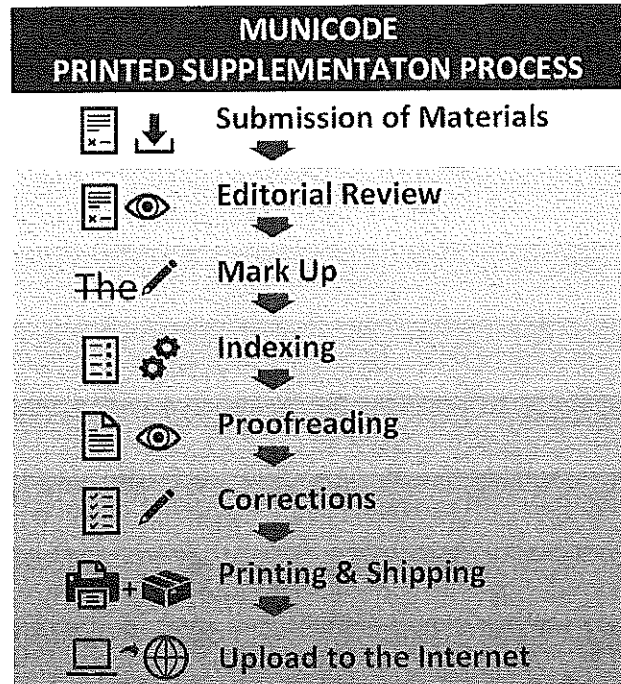 MUNICODE
PRINTED SUPPLEMENTATON PROCESS
Submission of Materials
Editorial Review
The Mark Up
Indexing
Proofreading
Corrections
Printing & Shipping
Upload to the Internet